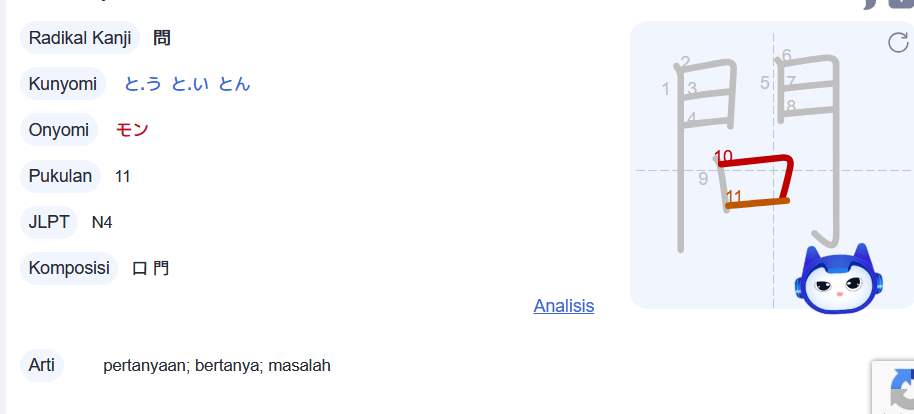 Radikal Kanji 問
Kunyomi と.う と.い とん
Onyomi モン
Pukulan 11
JLPT N4
Komposisi 口 門
Analisis
Arti pertanyaan; bertanya; masalah
1 2 3 4 5 6 7 8 9 10 11